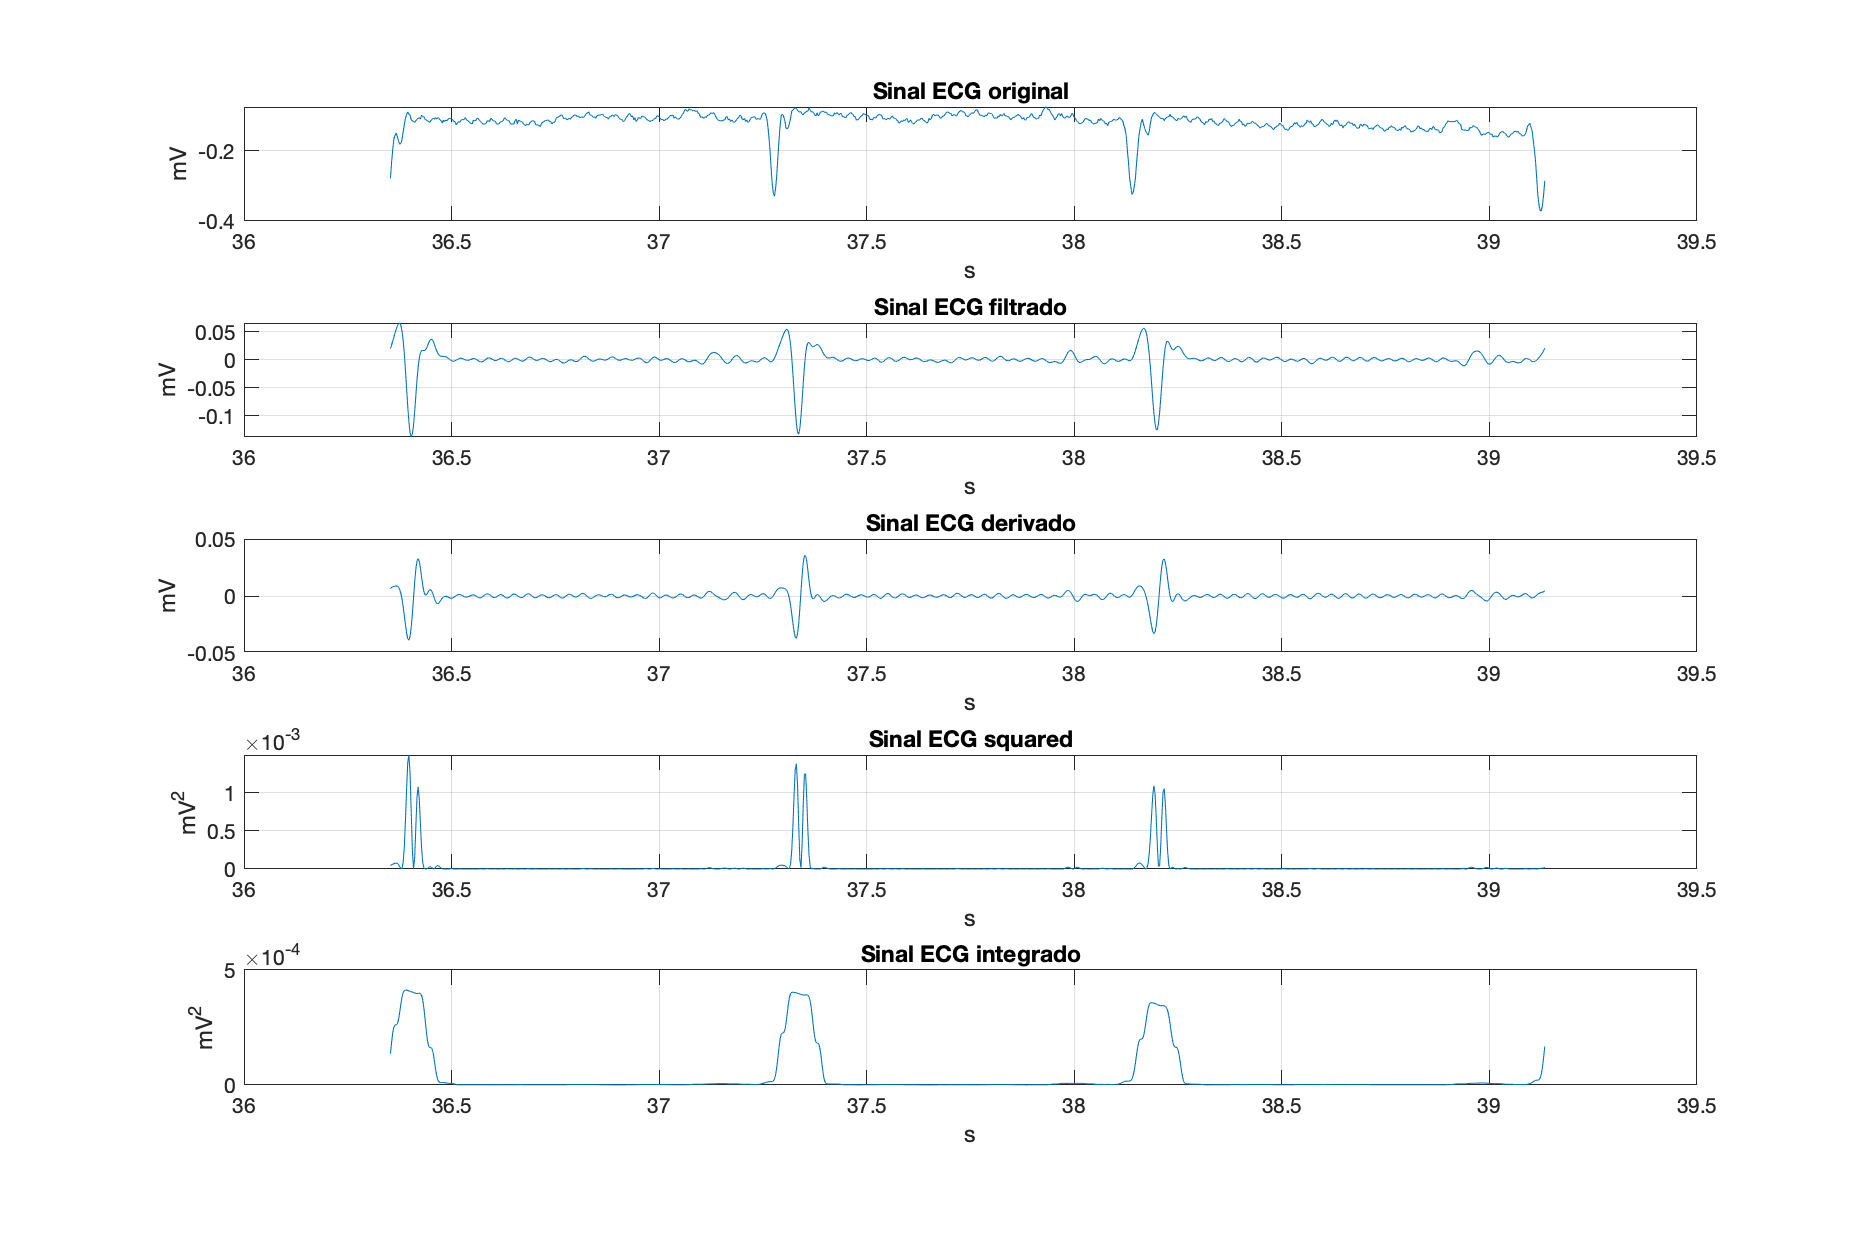 Sinal ECG original
mV
-0.2
-0.4
36 36.5 37 37.5 38 38.5 39 39.5
s
Sinal ECG filtrado
mV
0.05
0
-0.05
-0.1
36 36.5 37 37.5 38 38.5 39 39.5
s
Sinal ECG derivado
mV
0.05
0
-0.05
36 36.5 37 37.5 38 38.5 39 39.5
s
Sinal ECG squared
×10⁻³
mV²
1
0.5
0
36 36.5 37 37.5 38 38.5 39 39.5
s
Sinal ECG integrado
×10⁻⁴
mV²
5
0
36 36.5 37 37.5 38 38.5 39 39.5
s